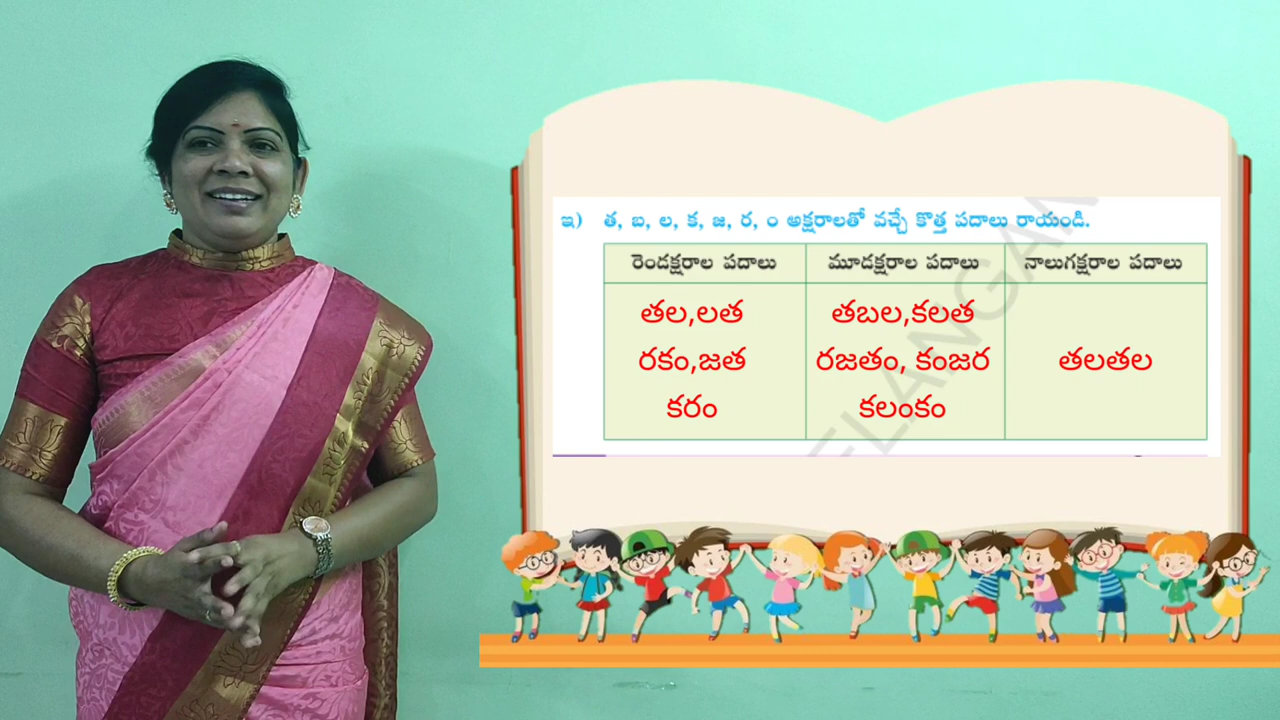 ఇ) త, బ, ల, క, జ, ర, ం అక్షరాలతో వచ్చే కొత్త పదాలు రాయండి.
రెండక్షరాల పదాలు మూడక్షరాల పదాలు నాలుగక్షరాల పదాలు
తల,లత తబల,కలత
రకం,జత రజతం, కంజర తలతల
కరం కలంకం